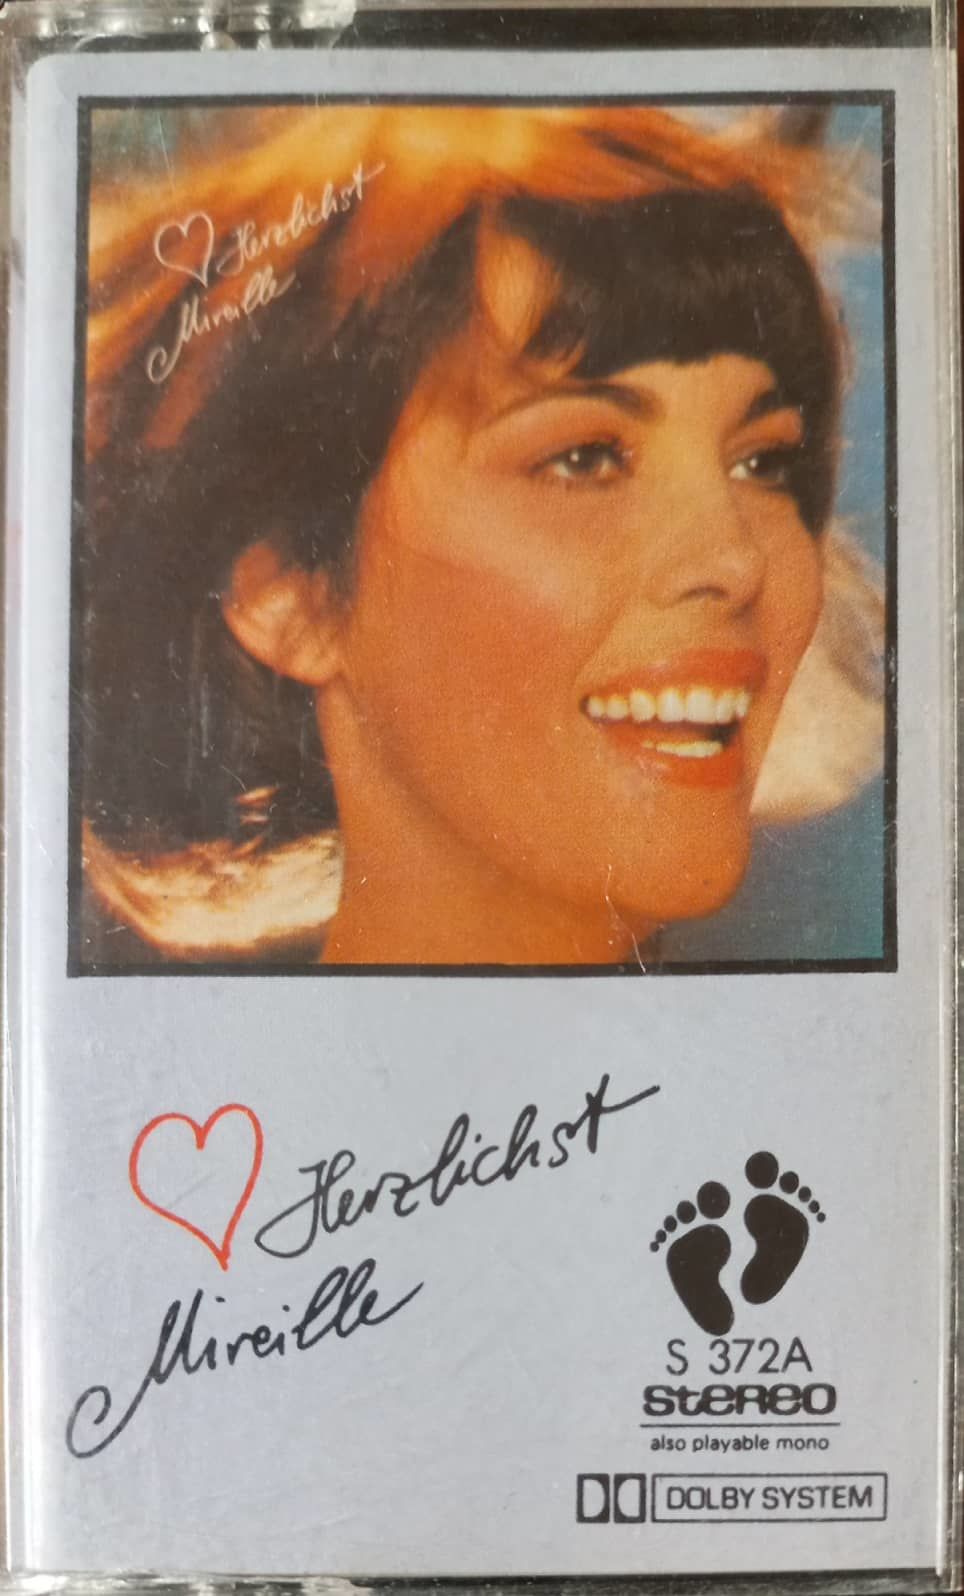 Herzlichst
Mireille
Herzlichst
Mireille
S 372A
stereo
also playable mono
DOLBY SYSTEM